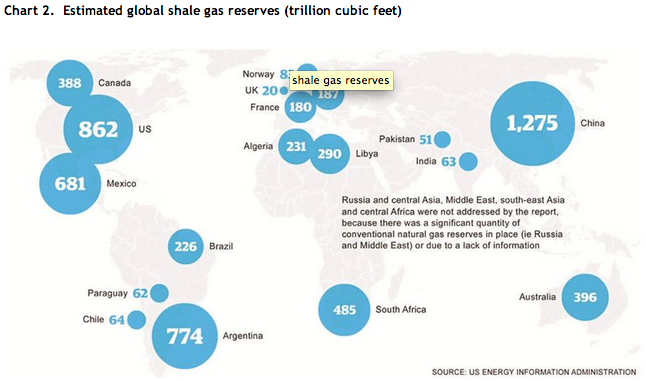 Chart 2. Estimated global shale gas reserves (trillion cubic feet)
388 Canada
862 US
681 Mexico
Norway
shale gas reserves
UK 20
187
France 180
Algeria 231
290 Libya
Pakistan 51
India 63
1,275 China
Russia and central Asia, Middle East, south-east Asia
and central Africa were not addressed by the report,
because there was a significant quantity of
conventional natural gas reserves in place (ie Russia
and Middle East) or due to a lack of information
226 Brazil
Paraguay 62
Chile 64
774 Argentina
485 South Africa
Australia 396
SOURCE: US ENERGY INFORMATION ADMINISTRATION